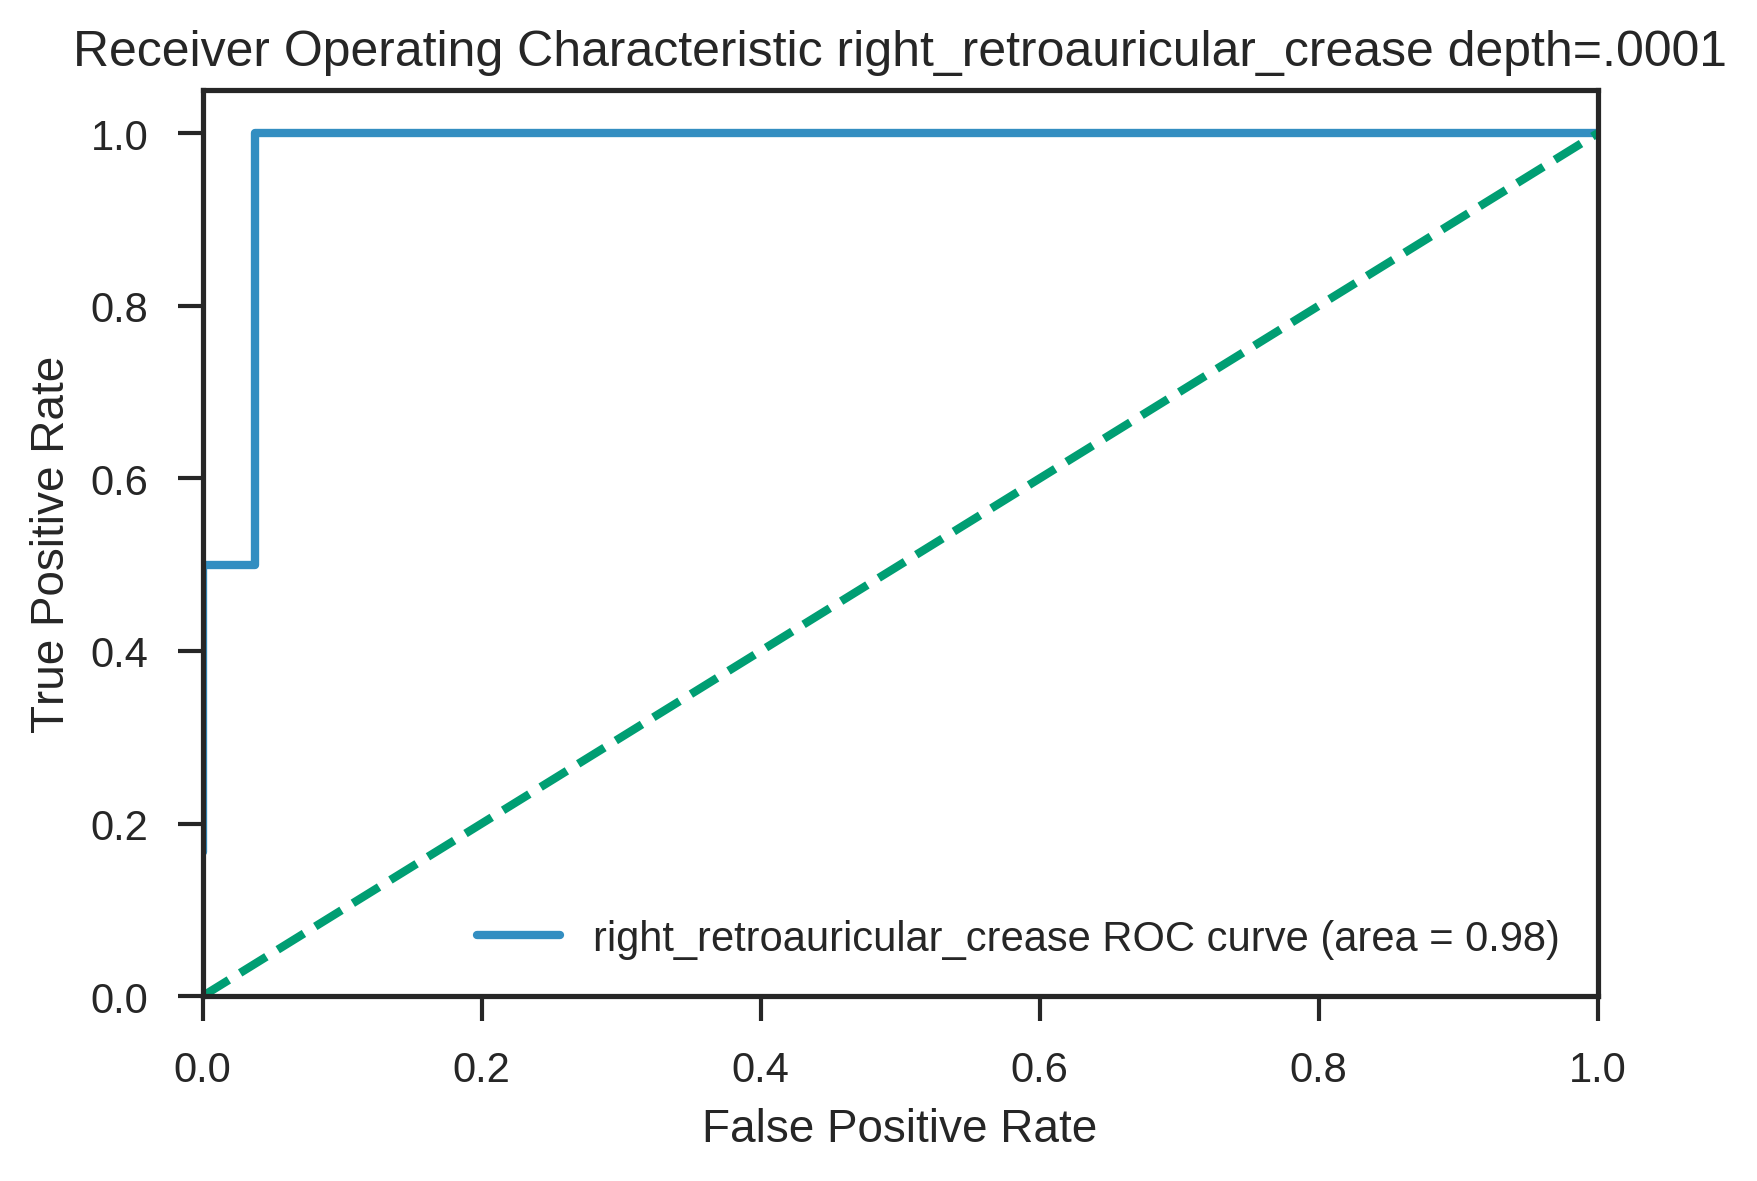 Receiver Operating Characteristic right_retroauricular_crease depth=.0001
1.0
0.8
0.6
0.4
0.2
0.0
True Positive Rate
right_retroauricular_crease ROC curve (area = 0.98)
0.0 0.2 0.4 0.6 0.8 1.0
False Positive Rate